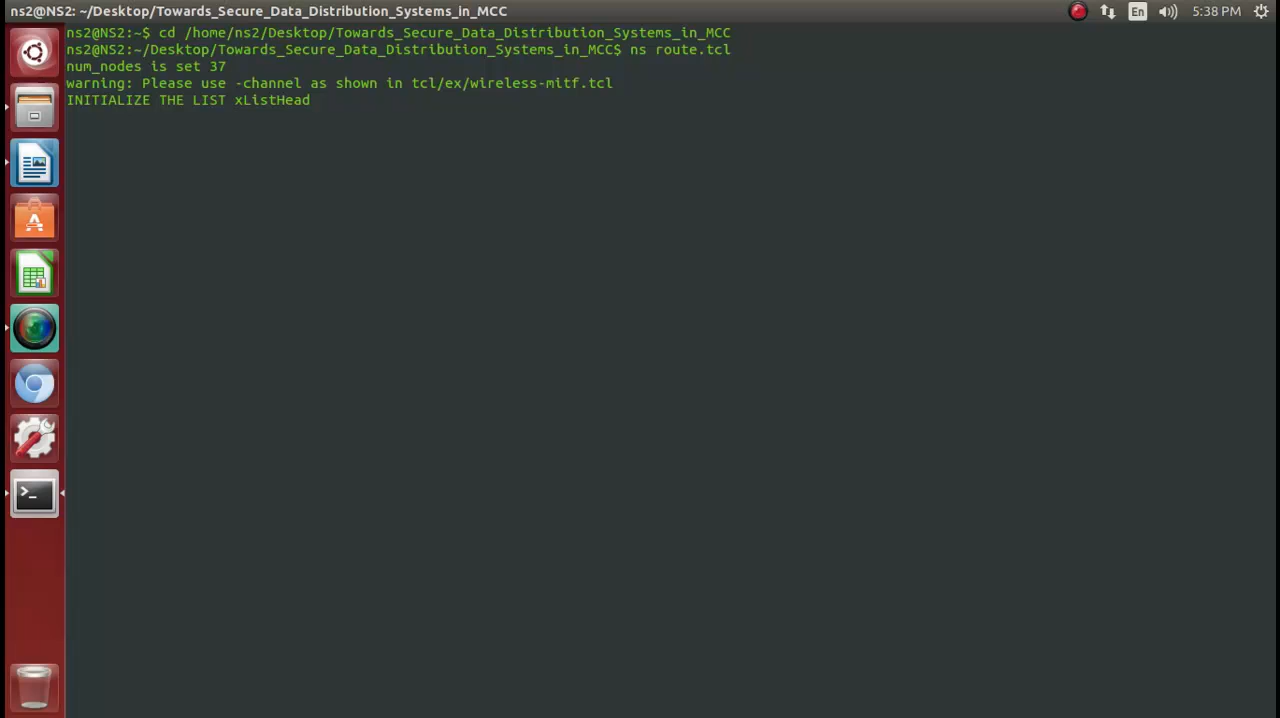 ns2@NS2: ~/Desktop/Towards_Secure_Data_Distribution_Systems_in_MCC
En
5:38 PM
ns2@NS2:~$ cd /home/ns2/Desktop/Towards_Secure_Data_Distribution_Systems_in_MCC
ns2@NS2:~/Desktop/Towards_Secure_Data_Distribution_Systems_in_MCC$ ns route.tcl
num_nodes is set 37
warning: Please use -channel as shown in tcl/ex/wireless-mitf.tcl
INITIALIZE THE LIST xListHead